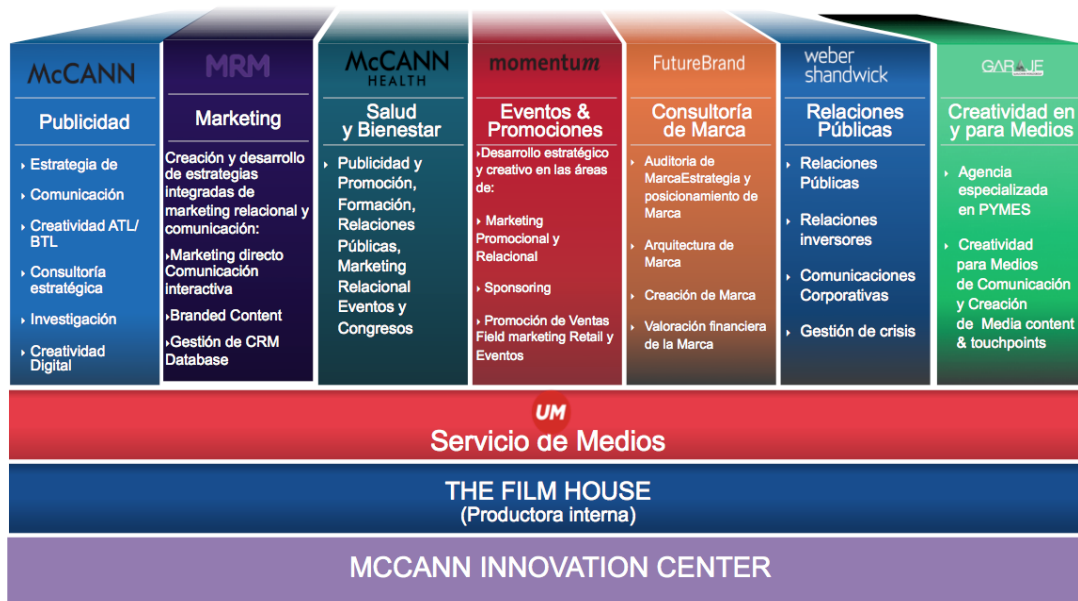 McCANN
Publicidad
Estrategia de
Comunicación
Creatividad ATL/
BTL
Consultoría
estratégica
Investigación
Creatividad
Digital
MRM
Marketing
Creación y desarrollo
de estrategias
integradas de
marketing relacional y
comunicación:
Marketing directo
Comunicación
interactiva
Branded Content
Gestión de CRM
Database
McCANN
HEALTH
Salud
y Bienestar
Publicidad y
Promoción,
Formación,
Relaciones
Públicas,
Marketing
Relacional
Eventos y
Congresos
momentum
Eventos &
Promociones
Desarrollo estratégico
y creativo en las áreas
de:
Marketing
Promocional y
Relacional
Sponsoring
Promoción de Ventas
Field marketing Retail y
Eventos
FutureBrand
Consultoría
de Marca
Auditoria de
MarcaEstrategia y
posicionamiento de
Marca
Arquitectura de
Marca
Creación de Marca
Valoración financiera
de la Marca
weber
shandwick
Relaciones
Públicas
Relaciones
Públicas
Relaciones
inversores
Comunicaciones
Corporativas
Gestión de crisis
GARAJE
Creatividad en
y para Medios
Agencia
especializada
en PYMES
Creatividad
para Medios
de Comunicación
y Creación
de Media content
& touchpoints
UM
Servicio de Medios
THE FILM HOUSE
(Productora interna)
MCCANN INNOVATION CENTER